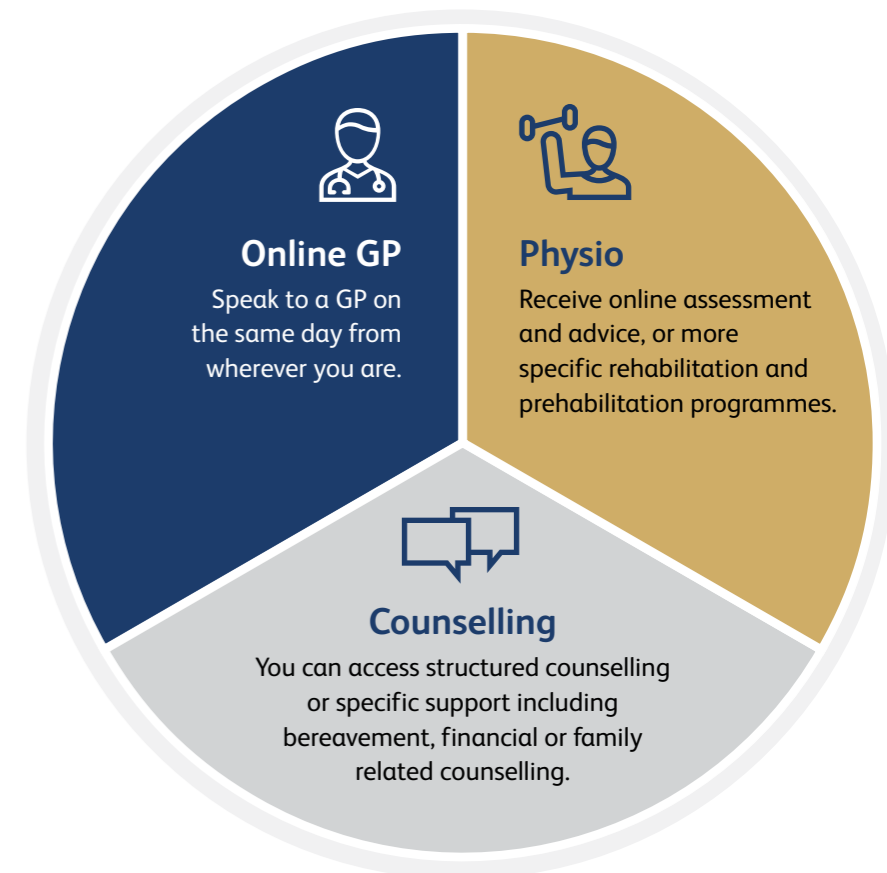 Online GP
Speak to a GP on
the same day from
wherever you are.
Physio
Receive online assessment
and advice, or more
specific rehabilitation and
prehabilitation programmes.
Counselling
You can access structured counselling
or specific support including
bereavement, financial or family
related counselling.